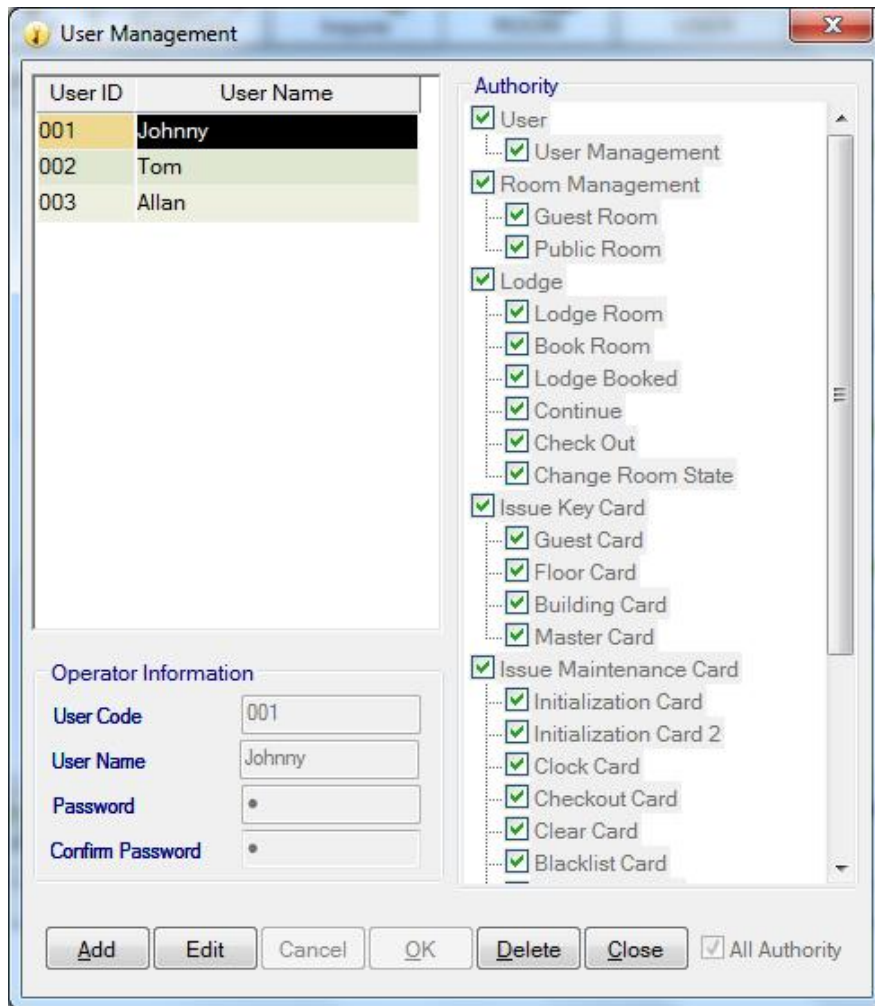 User Management
User ID User Name
001 Johnny
002 Tom
003 Allan
Operator Information
User Code 001
User Name Johnny
Password •
Confirm Password •
Authority
User
User Management
Room Management
Guest Room
Public Room
Lodge
Lodge Room
Book Room
Lodge Booked
Continue
Check Out
Change Room State
Issue Key Card
Guest Card
Floor Card
Building Card
Master Card
Issue Maintenance Card
Initialization Card
Initialization Card 2
Clock Card
Checkout Card
Clear Card
Blacklist Card
Add Edit Cancel OK Delete Close All Authority